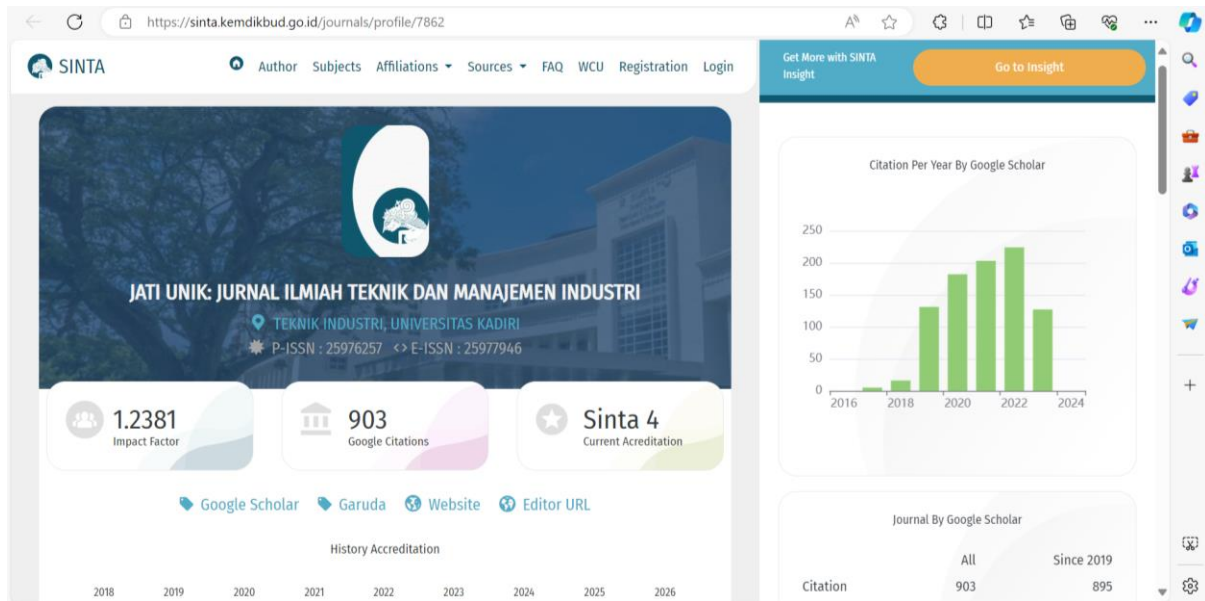 https://sinta.kemdikbud.go.id/journals/profile/7862
SINTA
Author Subjects Affiliations Sources FAQ WCU Registration Login
JATI UNIK: JURNAL ILMIAH TEKNIK DAN MANAJEMEN INDUSTRI
TEKNIK INDUSTRI, UNIVERSITAS KADIRI
P-ISSN : 25976257 <> E-ISSN : 25977946
1.2381
Impact Factor
903
Google Citations
Sinta 4
Current Acreditation
Google Scholar Garuda Website Editor URL
History Accreditation
2018 2019 2020 2021 2022 2023 2024 2025 2026
Get More with SINTA
Insight
Go to Insight
Citation Per Year By Google Scholar
250
200
150
100
50
0
2016 2018 2020 2022 2024
Journal By Google Scholar
All Since 2019
Citation 903 895